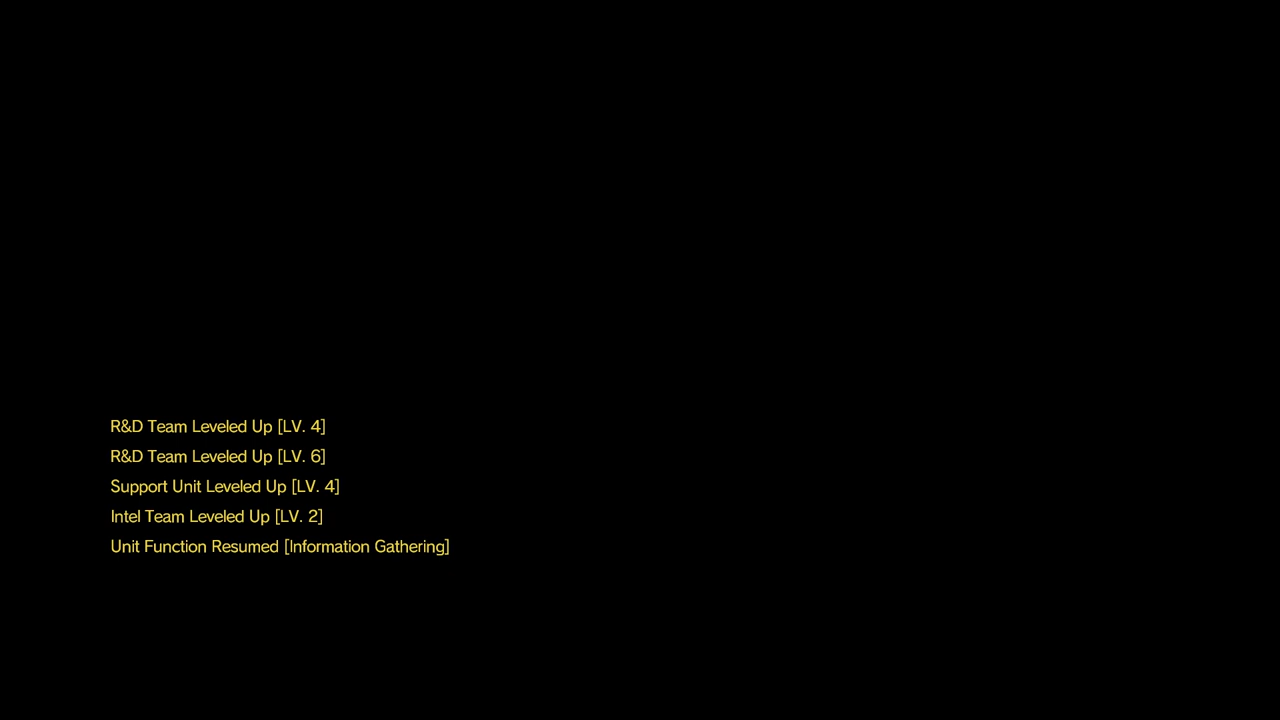 R&D Team Leveled Up [LV. 4]
R&D Team Leveled Up [LV. 6]
Support Unit Leveled Up [LV. 4]
Intel Team Leveled Up [LV. 2]
Unit Function Resumed [Information Gathering]